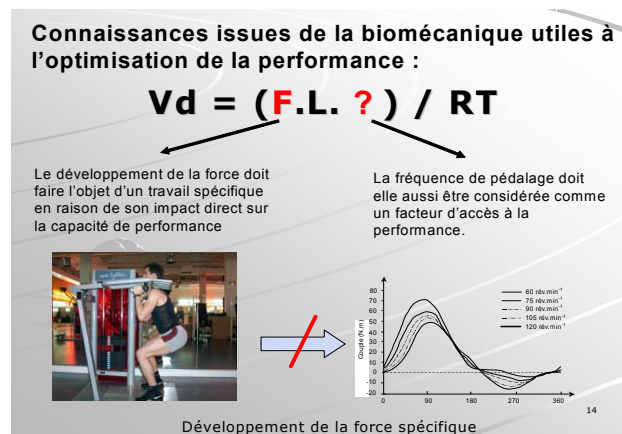 Connaissances issues de la biomécanique utiles à
l'optimisation de la performance :
Vd = (F.L. ? ) / RT
Le développement de la force doit
faire l'objet d'un travail spécifique
en raison de son impact direct sur
la capacité de performance
La fréquence de pédalage doit
elle aussi être considérée comme
un facteur d'accès à la
performance.
Couple (N.m)
80
70
60
50
40
30
20
10
0
-10
-20
0 90 180 270 360
60 rév.min-1
75 rév.min-1
90 rév.min-1
105 rév.min-1
120 rév.min-1
14
Développement de la force spécifique